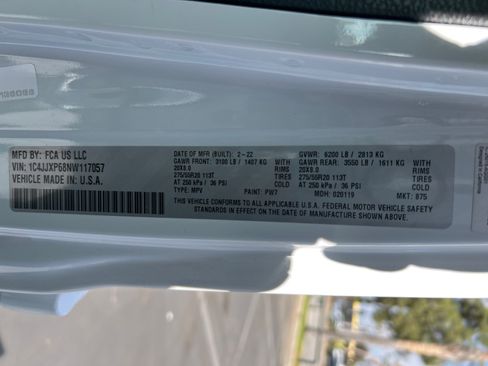 MFD BY: FCA US LLC
VIN: 1C4JJXP68NW117057
VEHICLE MADE IN: U.S.A.
DATE OF MFR (BUILT): 2-22
GAWR FRONT: 3100 LB / 1407 KG
WITH
20X8.0
RIMS
275/55R20 113T
TIRES
AT 250 kPa / 36 PSI
TYPE: MPV
PAINT: PW7
GVWR: 6200 LB / 2813 KG
GAWR REAR: 3550 LB / 1611 KG
WITH
20X8.0
RIMS
275/55R20 113T
TIRES
AT 250 kPa / 36 PSI
MDH: 020119
MKT: 875
THIS VEHICLE CONFORMS TO ALL APPLICABLE U.S.A. FEDERAL MOTOR VEHICLE SAFETY
STANDARDS IN EFFECT ON THE DATE OF MANUFACTURE SHOWN ABOVE.